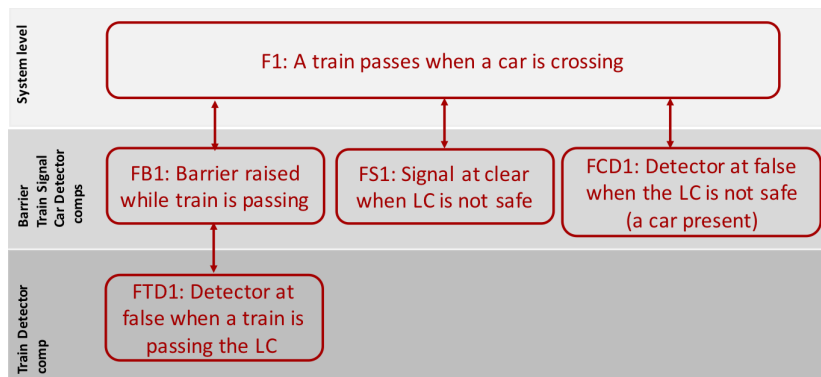 System level
F1: A train passes when a car is crossing
Barrier
Train Signal
Car Detector
comps
FB1: Barrier raised
while train is passing
FS1: Signal at clear
when LC is not safe
FCD1: Detector at false
when the LC is not safe
(a car present)
Train Detector
comp
FTD1: Detector at
false when a train is
passing the LC